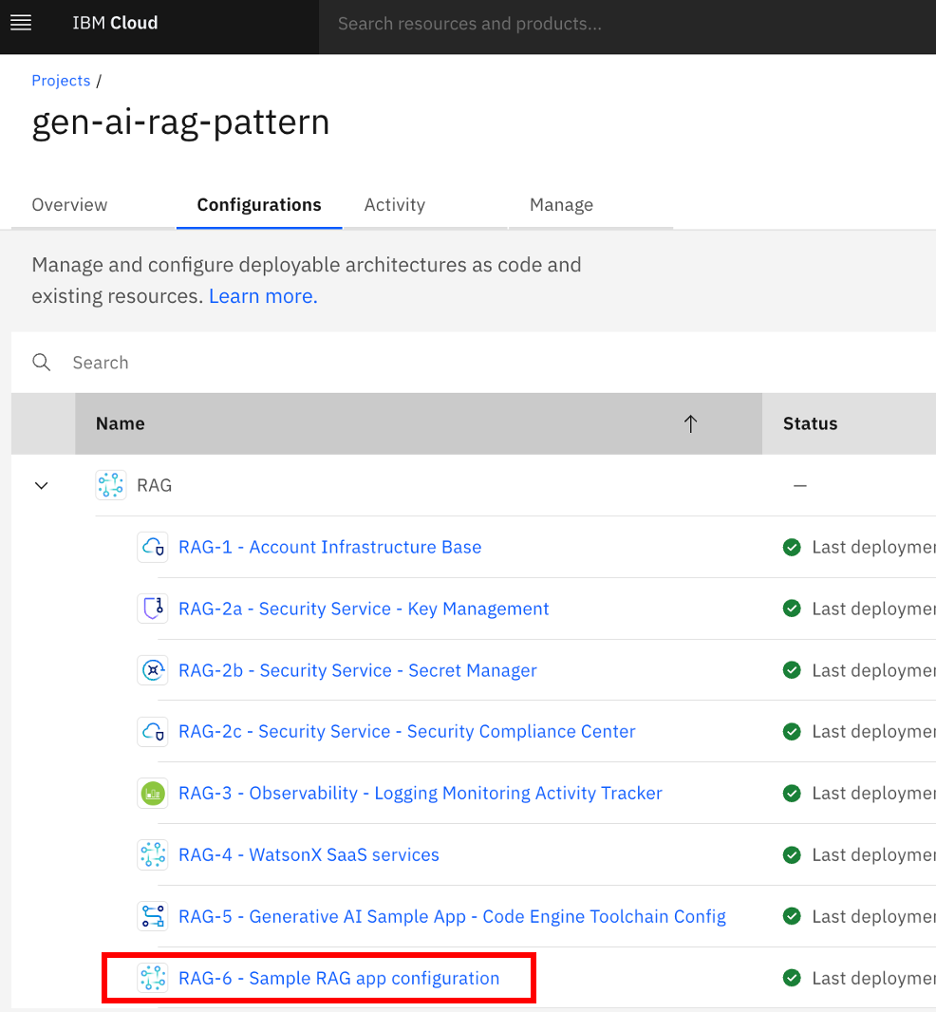 IBM Cloud
Search resources and products...
Projects /
gen-ai-rag-pattern
Overview
Configurations
Activity
Manage
Manage and configure deployable architectures as code and
existing resources. Learn more.
Search
Name
Status
RAG
–
RAG-1 - Account Infrastructure Base
Last deploymen
RAG-2a - Security Service - Key Management
Last deploymen
RAG-2b - Security Service - Secret Manager
Last deploymen
RAG-2c - Security Service - Security Compliance Center
Last deploymen
RAG-3 - Observability - Logging Monitoring Activity Tracker
Last deploymen
RAG-4 - WatsonX SaaS services
Last deploymen
RAG-5 - Generative AI Sample App - Code Engine Toolchain Config
Last deploymen
RAG-6 - Sample RAG app configuration
Last deploymen